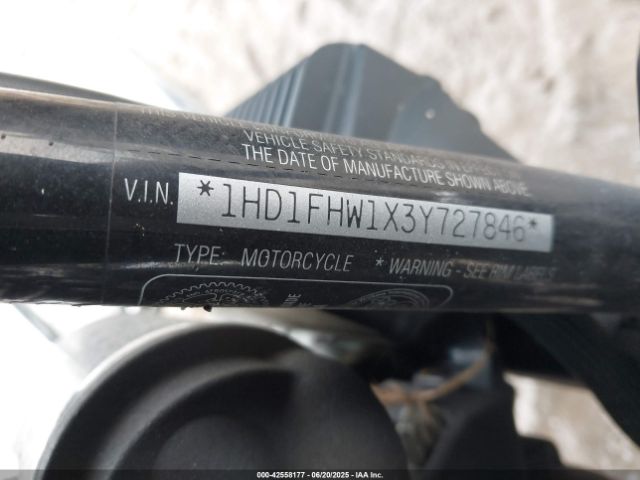 VEHICLE SAFETY STANDARDS IN
THE DATE OF MANUFACTURE SHOWN ABOVE
V.I.N. *1HD1FHW1X3Y727846*
TYPE: MOTORCYCLE * WARNING - SEE RIM LABELS
000-42558177 - 06/20/2025 - IAA Inc.